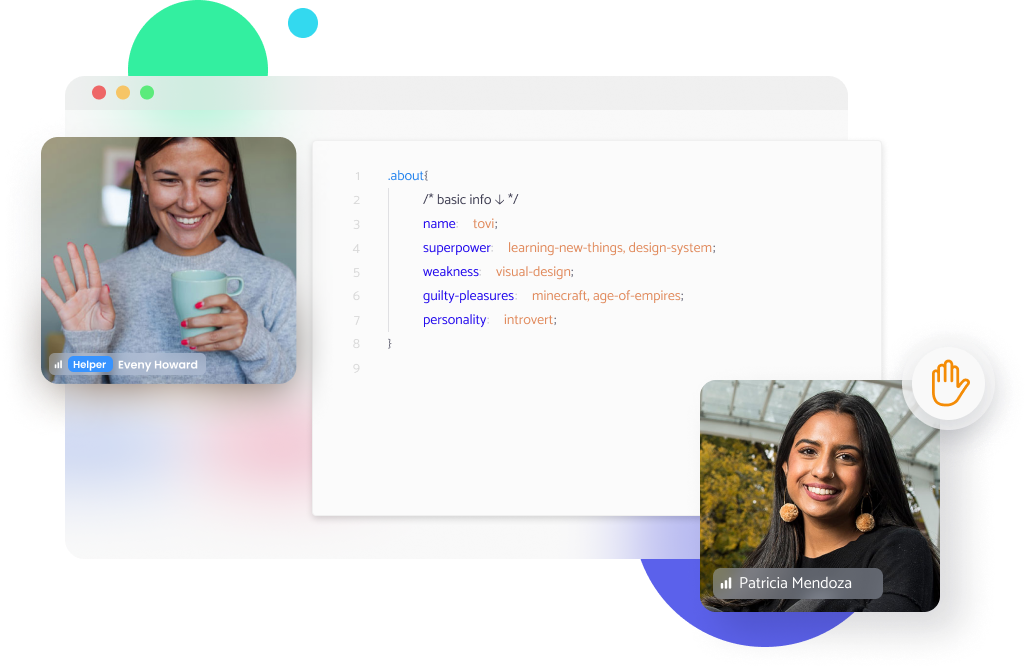 1 .about{
2 /* basic info ↓ */
3 name: tovi;
4 superpower: learning-new-things, design-system;
5 weakness: visual-design;
6 guilty-pleasures: minecraft, age-of-empires;
7 personality: introvert;
8 }
9
Helper Eveny Howard
Patricia Mendoza